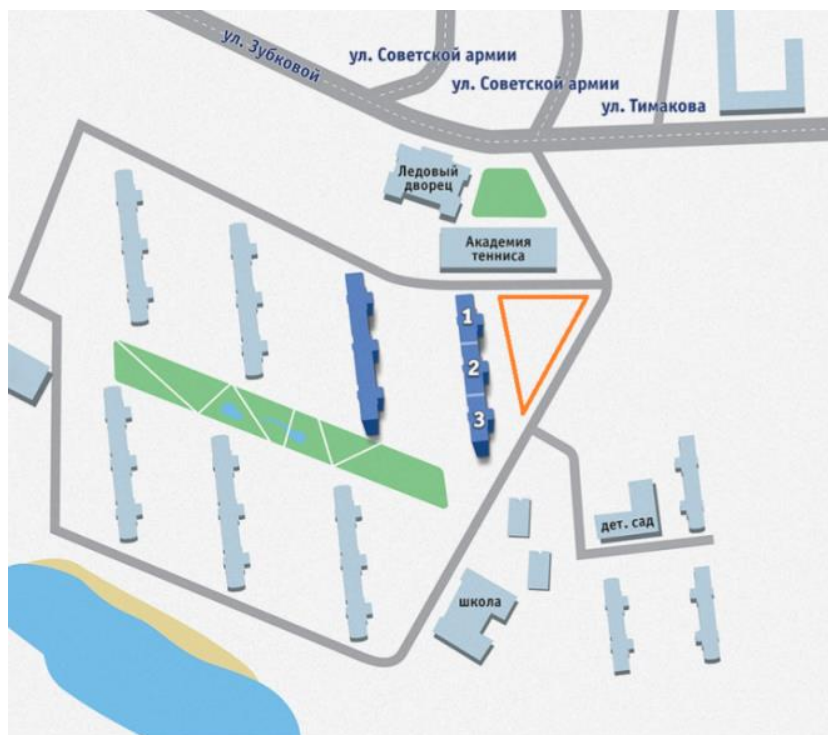 ул. Зубковой
ул. Советской армии
ул. Советской армии
ул. Тимакова
Ледовый
дворец
Академия
тенниса
1
2
3
дет. сад
школа